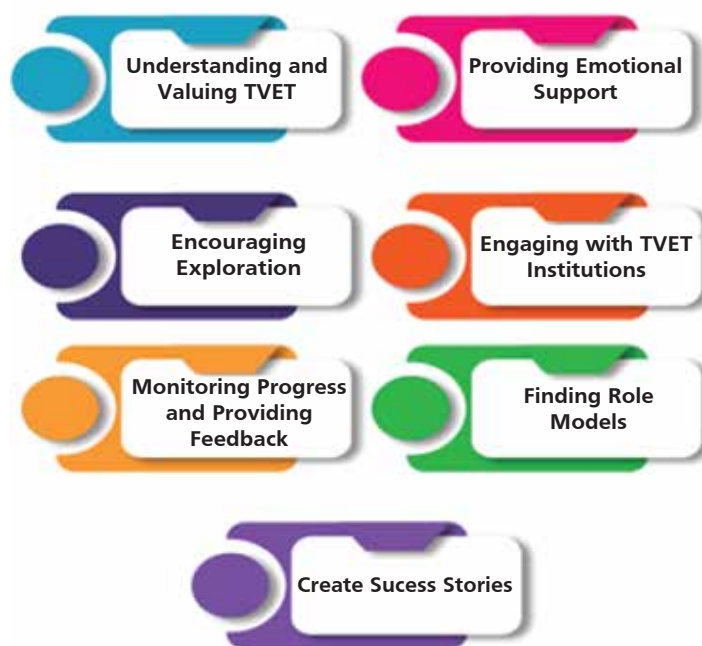 Understanding and
Valuing TVET
Providing Emotional
Support
Encouraging
Exploration
Engaging with TVET
Institutions
Monitoring Progress
and Providing
Feedback
Finding Role
Models
Create Sucess Stories